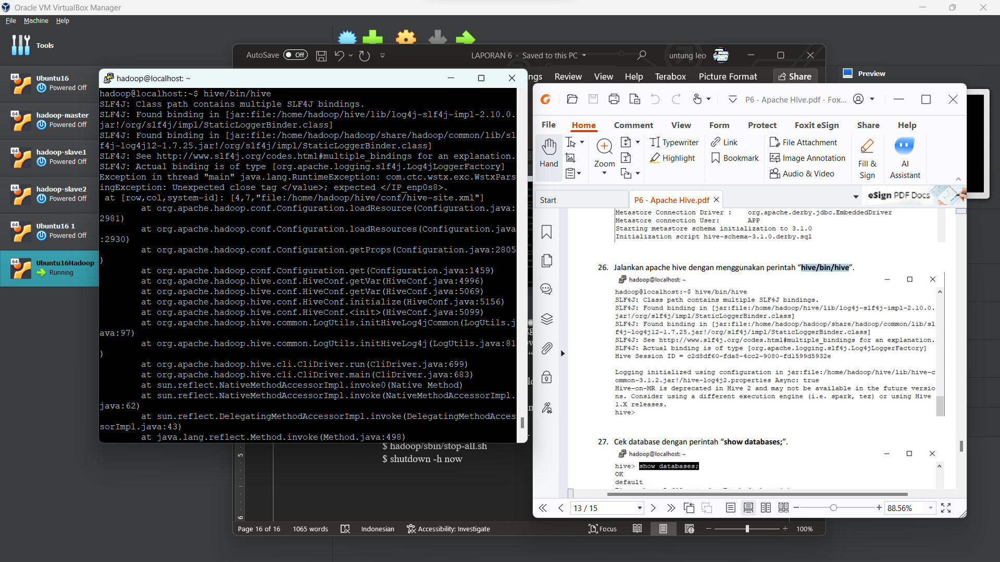 Oracle VM VirtualBox Manager
File Machine Help
Tools
64 Ubuntu16
Powered Off
64 hadoop-master
Powered Off
64 hadoop-slave1
Powered Off
64 hadoop-slave2
Powered Off
64 Ubuntu16 1
Powered Off
64 Ubuntu16Hadoop
Running
AutoSave Off
LAPORAN 6 - Saved to this PC
untung leo
ngs Review View Help Terabox Picture Format Share
Preview
hadoop@localhost: ~
hadoop@localhost:~$ hive/bin/hive
SLF4J: Class path contains multiple SLF4J bindings.
SLF4J: Found binding in [jar:file:/home/hadoop/hive/lib/log4j-slf4j-impl-2.10.0.
jar!/org/slf4j/impl/StaticLoggerBinder.class]
SLF4J: Found binding in [jar:file:/home/hadoop/hadoop/share/hadoop/common/lib/sl
f4j-log4j12-1.7.25.jar!/org/slf4j/impl/StaticLoggerBinder.class]
SLF4J: See http://www.slf4j.org/codes.html#multiple_bindings for an explanation.
SLF4J: Actual binding is of type [org.apache.logging.slf4j.Log4jLoggerFactory]
Exception in thread "main" java.lang.RuntimeException: com.ctc.wstx.exc.WstxPars
ingException: Unexpected close tag </value>; expected </IP_enp0s8>.
at [row,col,system-id]: [4,7,"file:/home/hadoop/hive/conf/hive-site.xml"]
at org.apache.hadoop.conf.Configuration.loadResource(Configuration.java:
2981)
at org.apache.hadoop.conf.Configuration.loadResources(Configuration.java
:2930)
at org.apache.hadoop.conf.Configuration.getProps(Configuration.java:2805
)
at org.apache.hadoop.conf.Configuration.get(Configuration.java:1459)
at org.apache.hadoop.hive.conf.HiveConf.getVar(HiveConf.java:4996)
at org.apache.hadoop.hive.conf.HiveConf.getVar(HiveConf.java:5069)
at org.apache.hadoop.hive.conf.HiveConf.initialize(HiveConf.java:5156)
at org.apache.hadoop.hive.conf.HiveConf.<init>(HiveConf.java:5099)
at org.apache.hadoop.hive.common.LogUtils.initHiveLog4jCommon(LogUtils.j
ava:97)
at org.apache.hadoop.hive.common.LogUtils.initHiveLog4j(LogUtils.java:81
)
at org.apache.hadoop.hive.cli.CliDriver.run(CliDriver.java:699)
at org.apache.hadoop.hive.cli.CliDriver.main(CliDriver.java:683)
at sun.reflect.NativeMethodAccessorImpl.invoke0(Native Method)
at sun.reflect.NativeMethodAccessorImpl.invoke(NativeMethodAccessorImpl.
java:62)
at sun.reflect.DelegatingMethodAccessorImpl.invoke(DelegatingMethodAcces
sorImpl.java:43)
at java.lang.reflect.Method.invoke(Method.java:498)
$ hadoop/sbin/stop-all.sh
$ shutdown -h now
5
6
Page 16 of 16 1065 words Indonesian Accessibility: Investigate Focus 100%
P6 - Apache Hive.pdf - Fox...
File Home Comment View Form Protect Foxit eSign Share Help
Hand
Zoom
Typewriter
Highlight
Link
Bookmark
File Attachment
Image Annotation
Audio & Video
Fill &
Sign
AI
Assistant
Start
P6 - Apache Hive.pdf
eSign PDF Docs
Metastore Connection Driver : org.apache.derby.jdbc.EmbeddedDriver
Metastore connection User: APP
Starting metastore schema initialization to 3.1.0
Initialization script hive-schema-3.1.0.derby.sql
26. Jalankan apache hive dengan menggunakan perintah “hive/bin/hive”.
hadoop@localhost: ~
hadoop@localhost:~$ hive/bin/hive
SLF4J: Class path contains multiple SLF4J bindings.
SLF4J: Found binding in [jar:file:/home/hadoop/hive/lib/log4j-slf4j-impl-2.10.0.
jar!/org/slf4j/impl/StaticLoggerBinder.class]
SLF4J: Found binding in [jar:file:/home/hadoop/hadoop/share/hadoop/common/lib/sl
f4j-log4j12-1.7.25.jar!/org/slf4j/impl/StaticLoggerBinder.class]
SLF4J: See http://www.slf4j.org/codes.html#multiple_bindings for an explanation.
SLF4J: Actual binding is of type [org.apache.logging.slf4j.Log4jLoggerFactory]
Hive Session ID = c2d8df60-fda8-4cc2-9080-fd1599d5932e
Logging initialized using configuration in jar:file:/home/hadoop/hive/lib/hive-c
ommon-3.1.2.jar!/hive-log4j2.properties Async: true
Hive-on-MR is deprecated in Hive 2 and may not be available in the future versio
ns. Consider using a different execution engine (i.e. spark, tez) or using Hive
1.X releases.
hive>
27. Cek database dengan perintah “show databases;”.
hadoop@localhost: ~
hive> show databases;
OK
default
13 / 15
88.56%